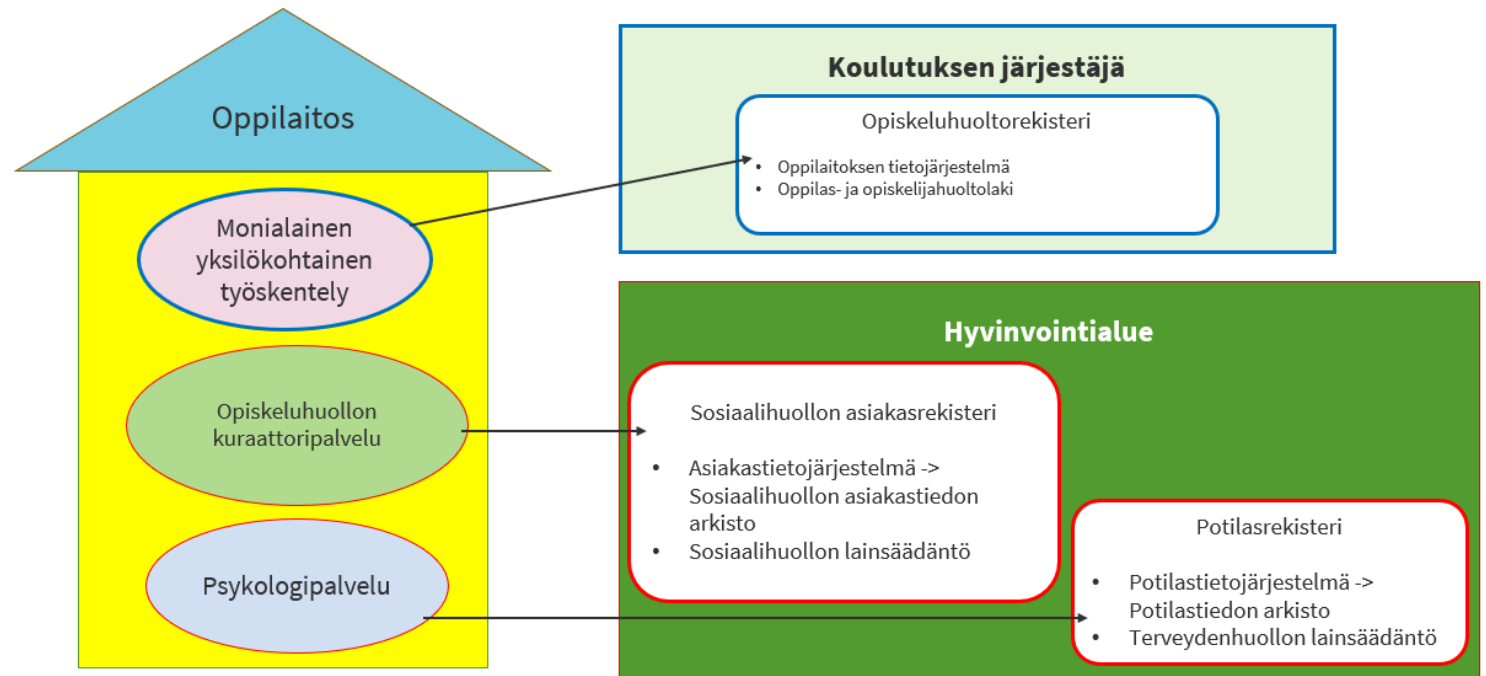 Oppilaitos
Monialainen
yksilökohtainen
työskentely
Opiskeluhuollon
kuraattoripalvelu
Psykologipalvelu
Koulutuksen järjestäjä
Opiskeluhuoltorekisteri
• Oppilaitoksen tietojärjestelmä
• Oppilas- ja opiskelijahuoltolaki
Hyvinvointialue
Sosiaalihuollon asiakasrekisteri
• Asiakastietojärjestelmä ->
Sosiaalihuollon asiakastiedon
arkisto
• Sosiaalihuollon lainsäädäntö
Potilasrekisteri
• Potilastietojärjestelmä ->
Potilastiedon arkisto
• Terveydenhuollon lainsäädäntö